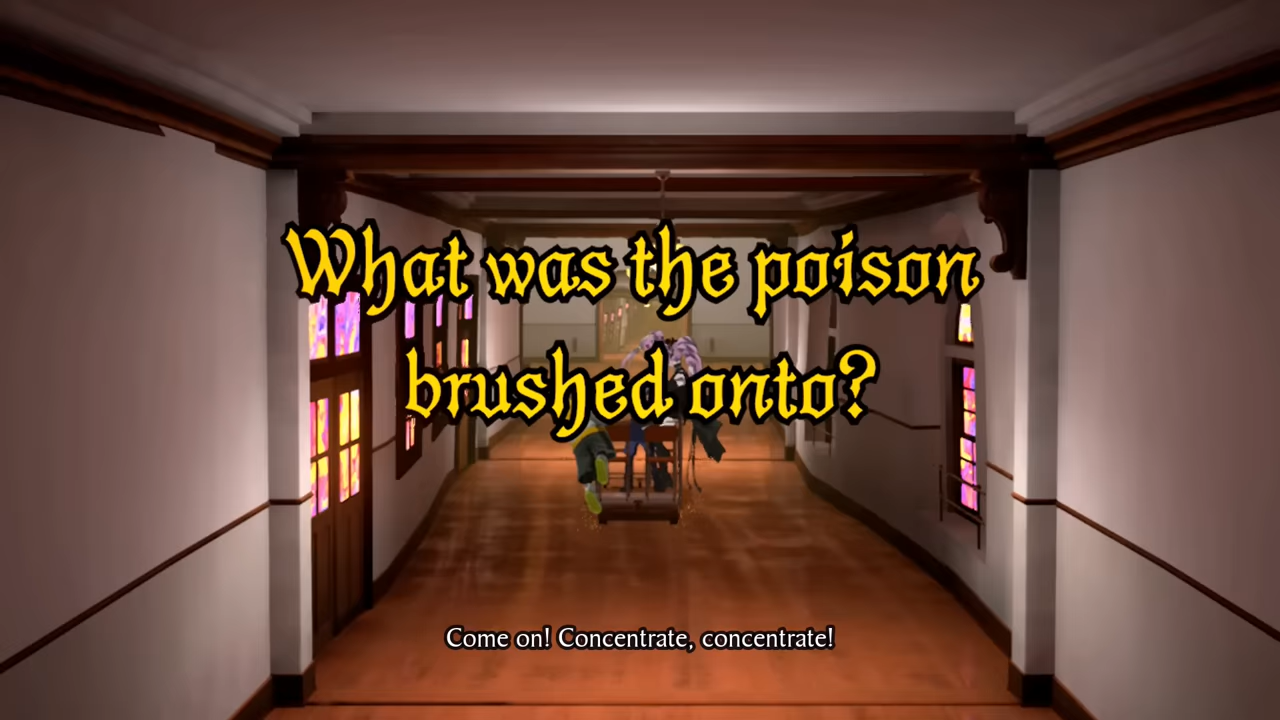 What was the poison
brushed onto?
Come on! Concentrate, concentrate!